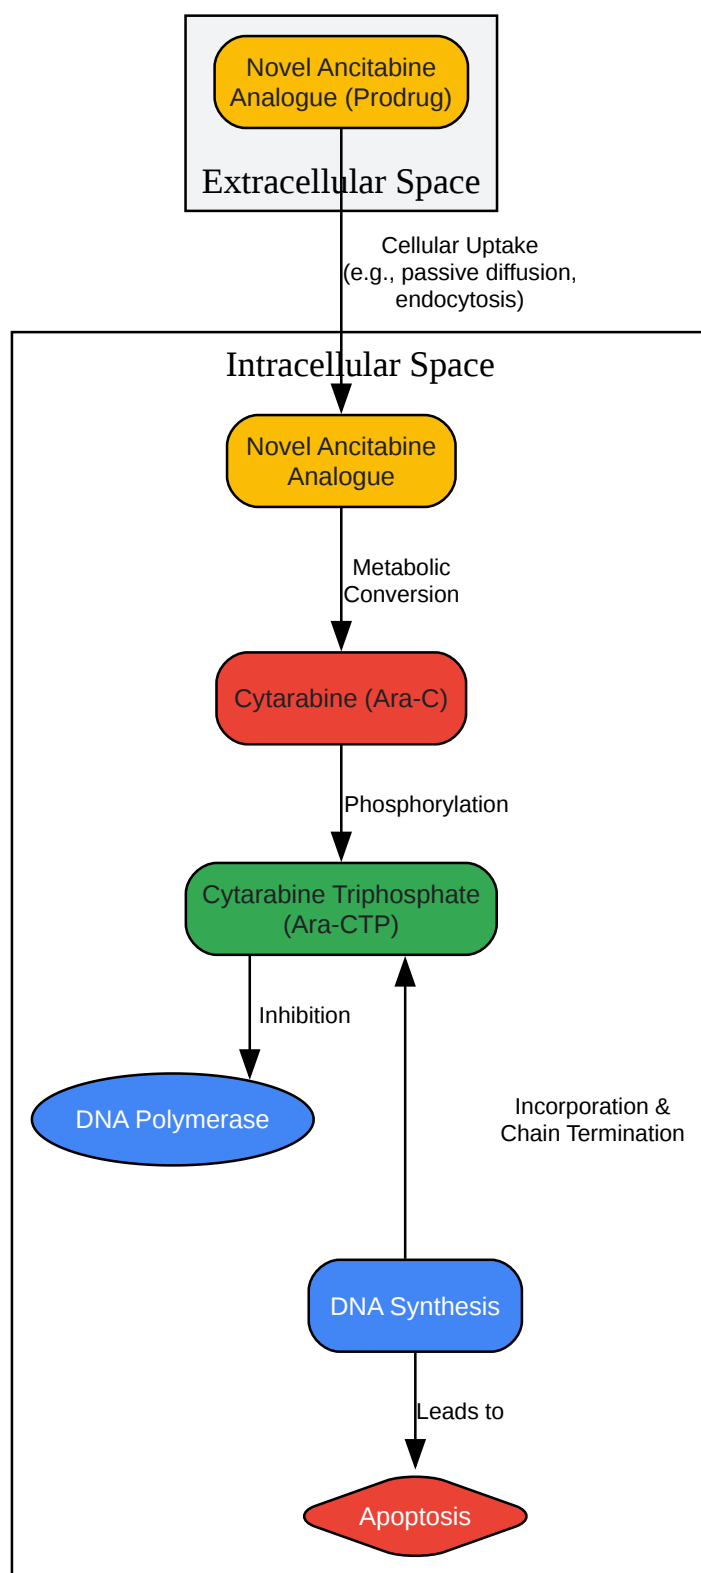 Novel Ancitabine
Analogue (Prodrug)
Extracellular Space
Cellular Uptake
(e.g., passive diffusion,
endocytosis)
Intracellular Space
Novel Ancitabine
Analogue
Metabolic
Conversion
Cytarabine (Ara-C)
Phosphorylation
Cytarabine Triphosphate
(Ara-CTP)
Inhibition
DNA Polymerase
Incorporation &
Chain Termination
DNA Synthesis
Leads to
Apoptosis